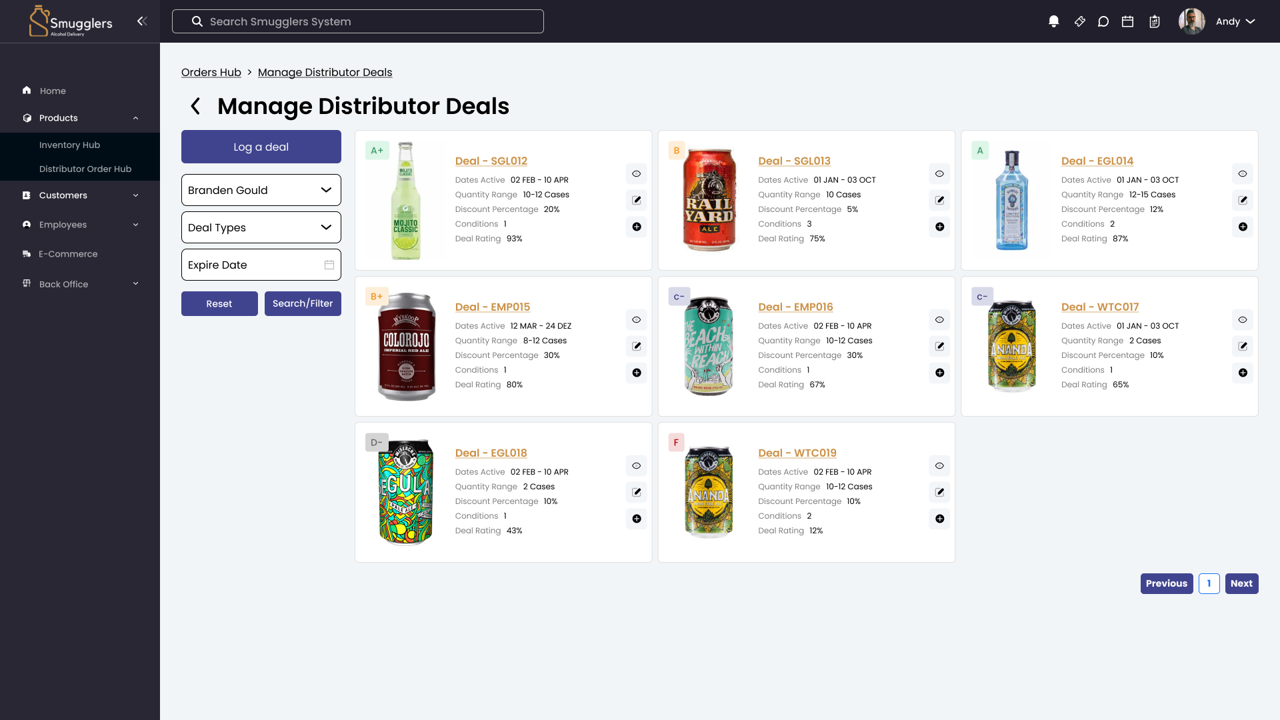 Smugglers
Alcohol Delivery
Search Smugglers System
Andy
Home
Products
Inventory Hub
Distributor Order Hub
Customers
Employees
E-Commerce
Back Office
Orders Hub > Manage Distributor Deals
Manage Distributor Deals
Log a deal
Branden Gould
Deal Types
Expire Date
Reset
Search/Filter
A+
MOJITO
CLASSIC
Deal - SGL012
Dates Active 02 FEB - 10 APR
Quantity Range 10-12 Cases
Discount Percentage 20%
Conditions 1
Deal Rating 93%
B
RAIL
YARD
ALE
Deal - SGL013
Dates Active 01 JAN - 03 OCT
Quantity Range 10 Cases
Discount Percentage 5%
Conditions 3
Deal Rating 75%
A
Deal - EGL014
Dates Active 01 JAN - 03 OCT
Quantity Range 12-15 Cases
Discount Percentage 12%
Conditions 2
Deal Rating 87%
B+
WYNKOOP
COLOROJO
IMPERIAL RED ALE
Deal - EMP015
Dates Active 12 MAR - 24 DEZ
Quantity Range 8-12 Cases
Discount Percentage 30%
Conditions 1
Deal Rating 80%
c-
THE
BEACH
WITHIN
REACH
Deal - EMP016
Dates Active 02 FEB - 10 APR
Quantity Range 10-12 Cases
Discount Percentage 30%
Conditions 1
Deal Rating 67%
c-
ANANDA
Deal - WTC017
Dates Active 01 JAN - 03 OCT
Quantity Range 2 Cases
Discount Percentage 10%
Conditions 1
Deal Rating 65%
D-
EGULA
PALE ALE
Deal - EGL018
Dates Active 02 FEB - 10 APR
Quantity Range 2 Cases
Discount Percentage 10%
Conditions 1
Deal Rating 43%
F
ANANDA
Deal - WTC019
Dates Active 02 FEB - 10 APR
Quantity Range 10-12 Cases
Discount Percentage 10%
Conditions 2
Deal Rating 12%
Previous
1
Next